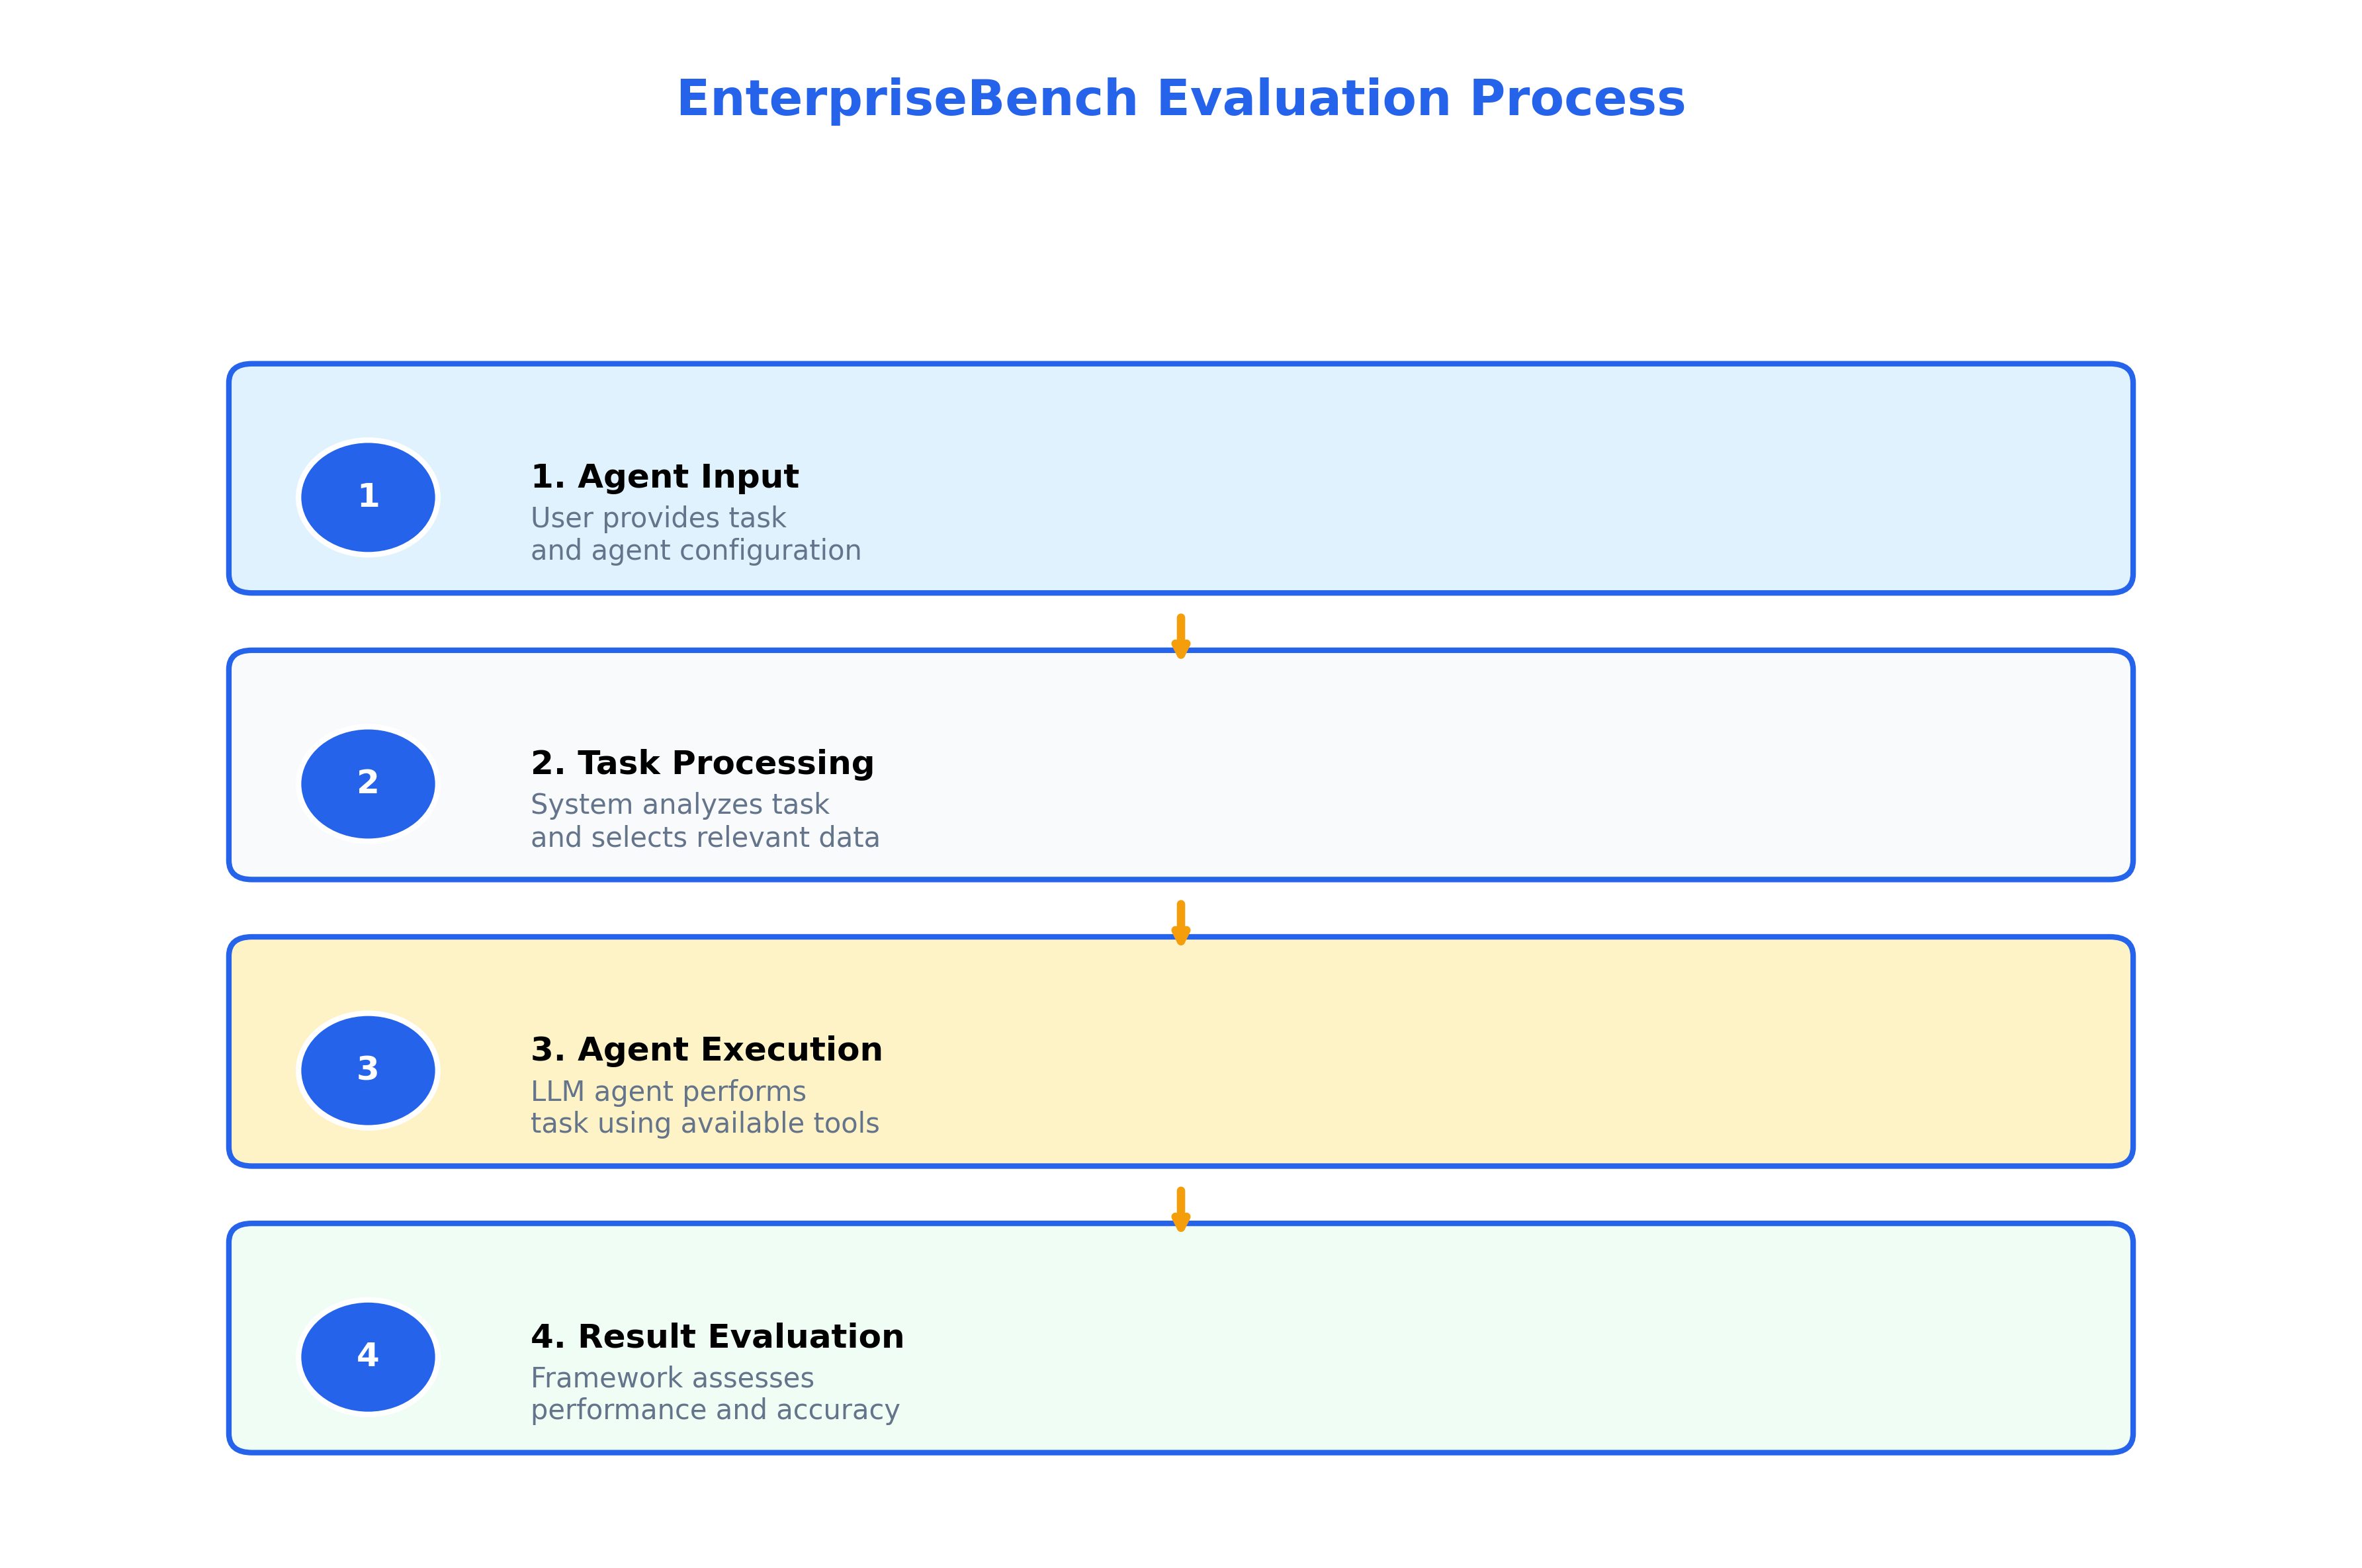 EnterpriseBench Evaluation Process
1
1. Agent Input
User provides task
and agent configuration
2
2. Task Processing
System analyzes task
and selects relevant data
3
3. Agent Execution
LLM agent performs
task using available tools
4
4. Result Evaluation
Framework assesses
performance and accuracy